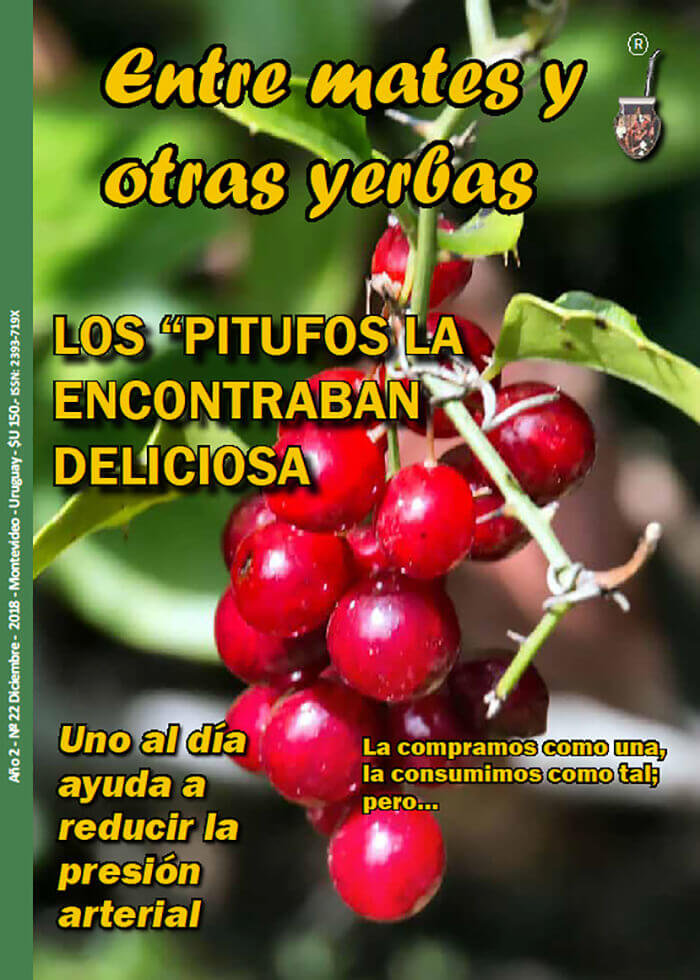 Entre mates y
otras yerbas
®
LOS “PITUFOS LA
ENCONTRABAN
DELICIOSA
Uno al día
ayuda a
reducir la
presión
arterial
La compramos como una,
la consumimos como tal;
pero...
Año 2 - Nº 22 Diciembre - 2018 - Montevideo - Uruguay - $U 150.- ISSN: 2393-719X